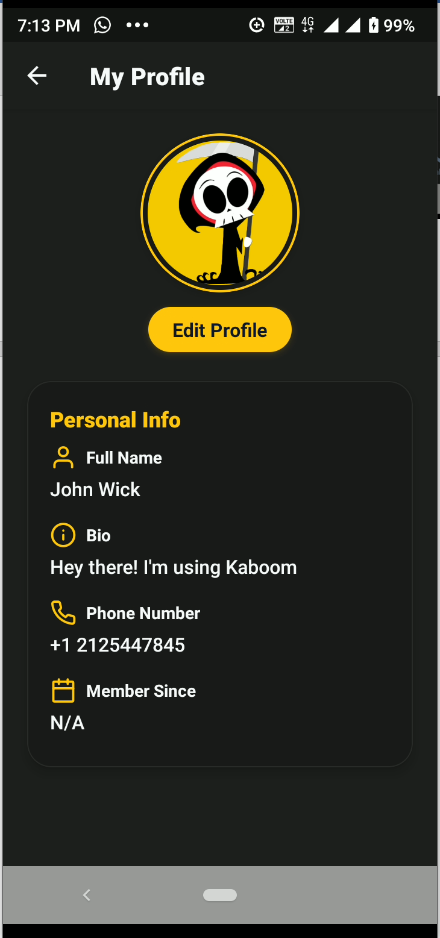 7:13 PM 4G 99%
My Profile
Edit Profile
Personal Info
Full Name
John Wick
Bio
Hey there! I'm using Kaboom
Phone Number
+1 2125447845
Member Since
N/A